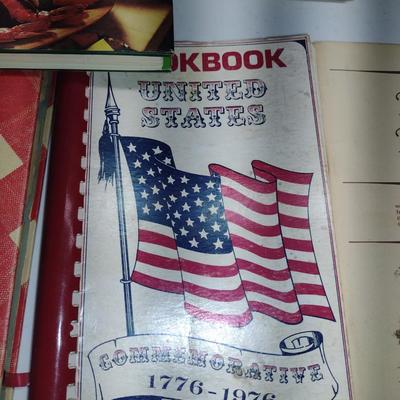 OKBOOK
UNITED
STATES
COMMEMORATIVE
1776-1976